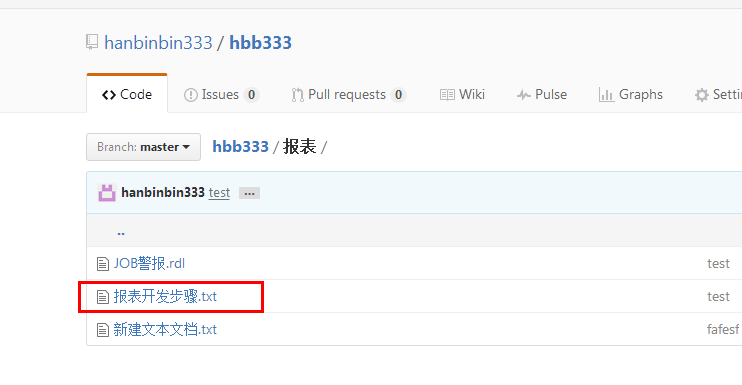 hanbinbin333 / hbb333
Code Issues 0 Pull requests 0 Wiki Pulse Graphs Setti
Branch: master hbb333 / 报表 /
hanbinbin333 test ...
..
JOB警报.rdl test
报表开发步骤.txt test
新建文本文档.txt fafesf